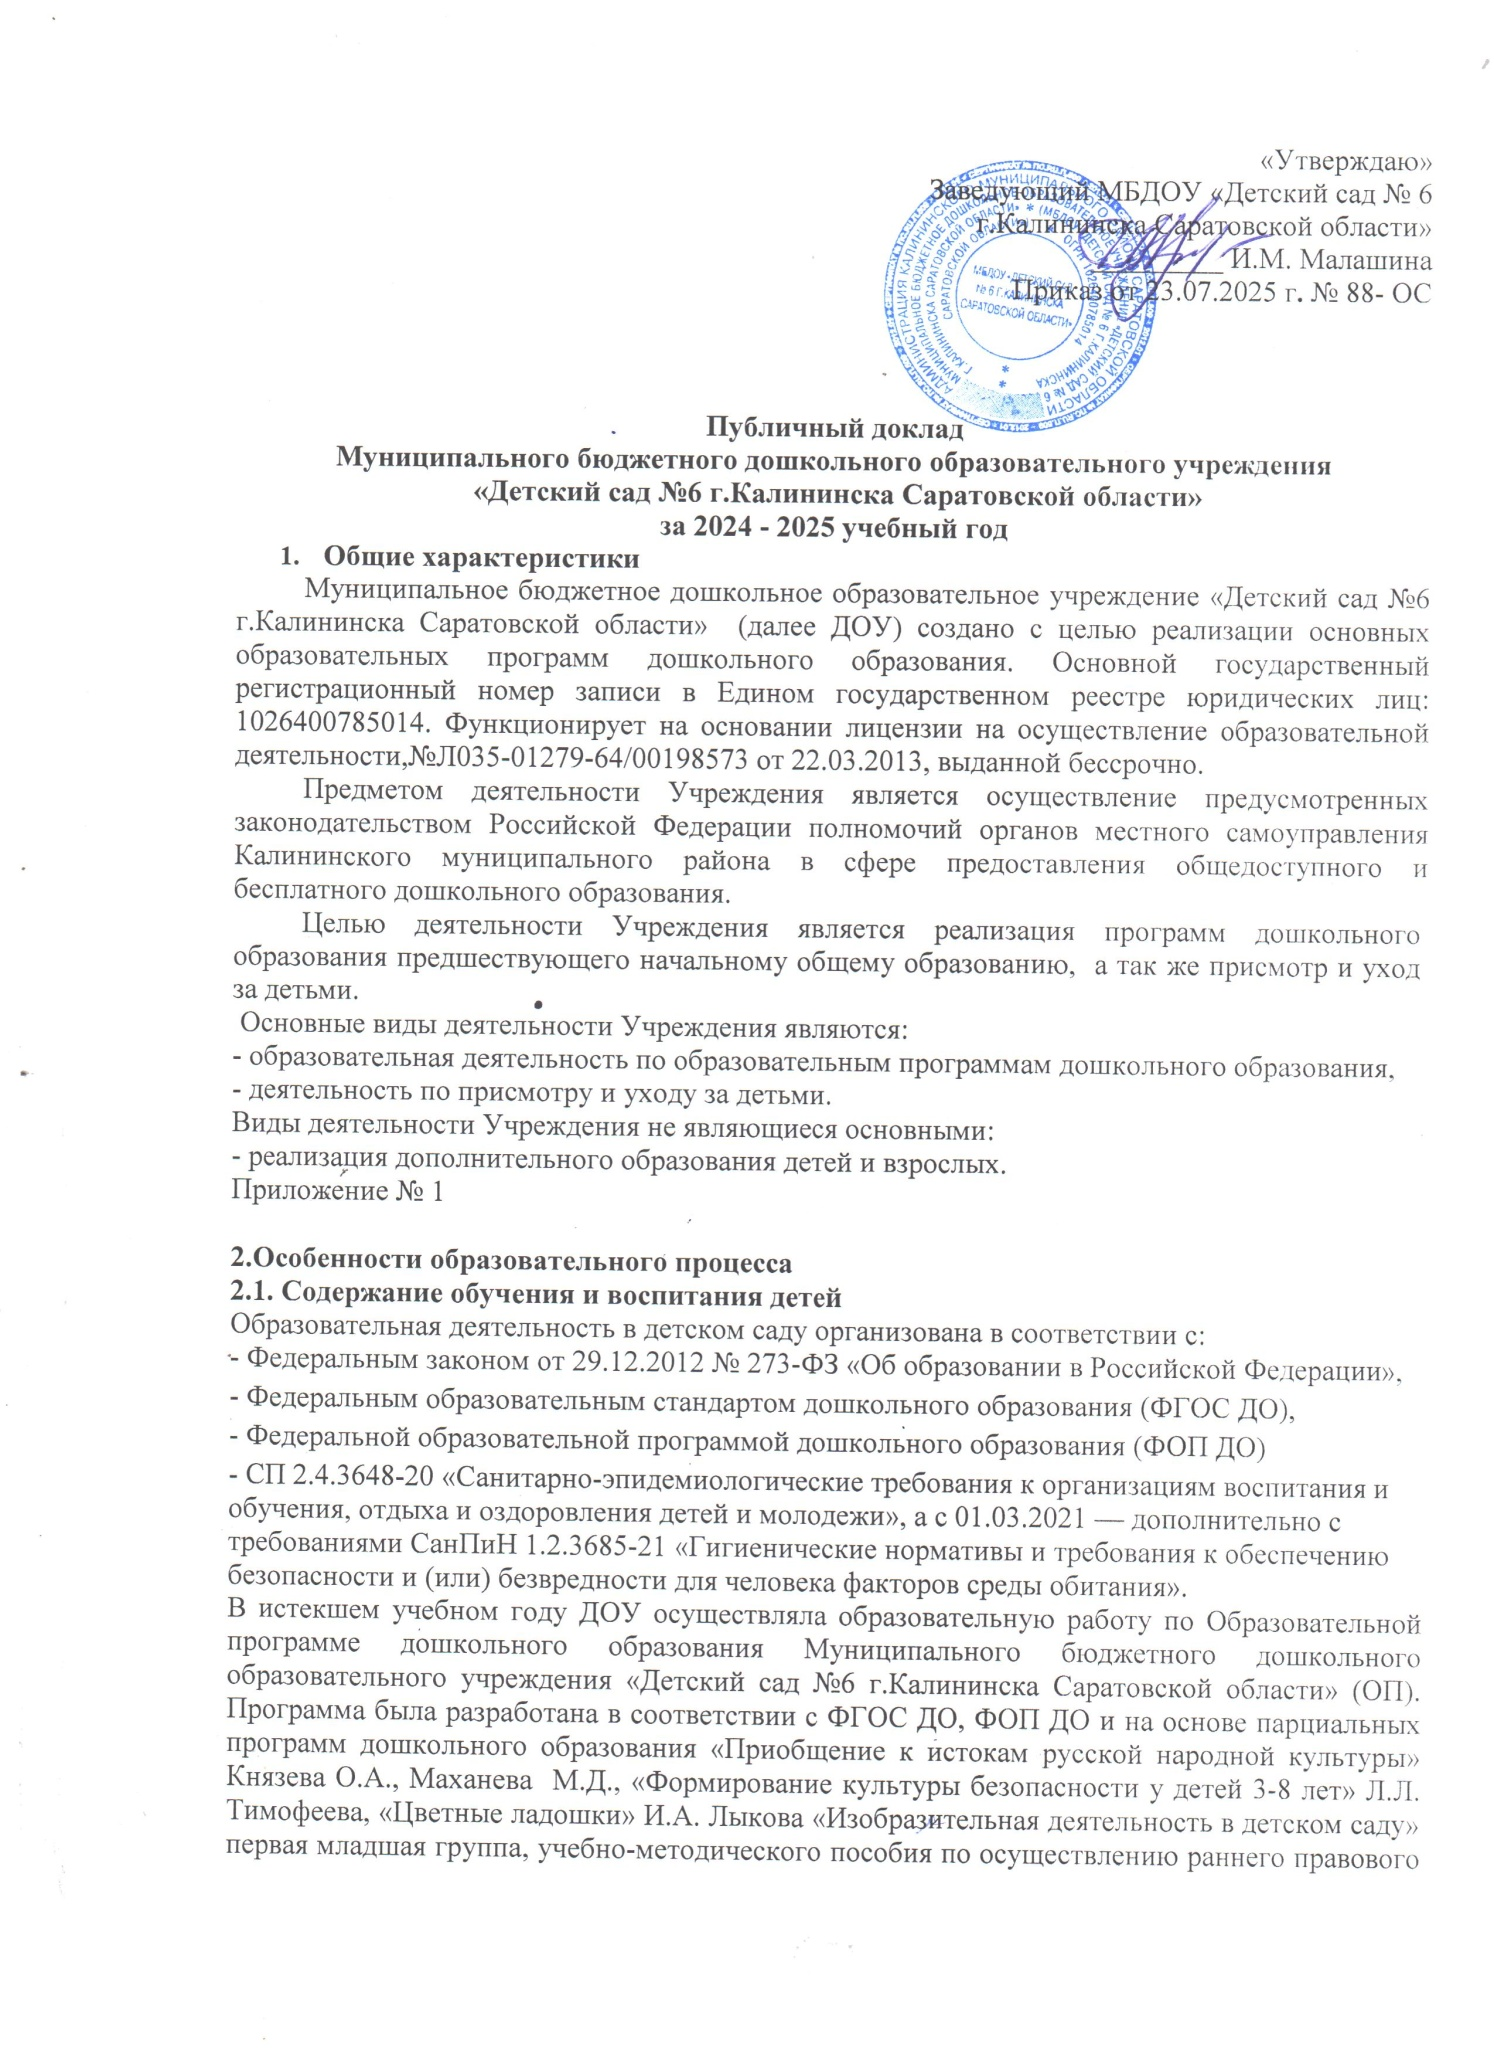 «Утверждаю»
Заведующий МБДОУ «Детский сад № 6
г.Калининска Саратовской области»
И.М. Малашина
Приказ от 23.07.2025 г. № 88- ОС
МБДОУ «ДЕТСКИЙ САД
№ 6 Г.КАЛИНИНСКА
САРАТОВСКОЙ ОБЛАСТИ»
Публичный доклад
Муниципального бюджетного дошкольного образовательного учреждения
«Детский сад №6 г.Калининска Саратовской области»
за 2024 - 2025 учебный год
1. Общие характеристики
Муниципальное бюджетное дошкольное образовательное учреждение «Детский сад №6
г.Калининска Саратовской области» (далее ДОУ) создано с целью реализации основных
образовательных программ дошкольного образования. Основной государственный
регистрационный номер записи в Едином государственном реестре юридических лиц:
1026400785014. Функционирует на основании лицензии на осуществление образовательной
деятельности,№Л035-01279-64/00198573 от 22.03.2013, выданной бессрочно.
Предметом деятельности Учреждения является осуществление предусмотренных
законодательством Российской Федерации полномочий органов местного самоуправления
Калининского муниципального района в сфере предоставления общедоступного и
бесплатного дошкольного образования.
Целью деятельности Учреждения является реализация программ дошкольного
образования предшествующего начальному общему образованию, а так же присмотр и уход
за детьми.
Основные виды деятельности Учреждения являются:
- образовательная деятельность по образовательным программам дошкольного образования,
- деятельность по присмотру и уходу за детьми.
Виды деятельности Учреждения не являющиеся основными:
- реализация дополнительного образования детей и взрослых.
Приложение № 1
2.Особенности образовательного процесса
2.1. Содержание обучения и воспитания детей
Образовательная деятельность в детском саду организована в соответствии с:
- Федеральным законом от 29.12.2012 № 273-ФЗ «Об образовании в Российской Федерации»,
- Федеральным образовательным стандартом дошкольного образования (ФГОС ДО),
- Федеральной образовательной программой дошкольного образования (ФОП ДО)
- СП 2.4.3648-20 «Санитарно-эпидемиологические требования к организациям воспитания и
обучения, отдыха и оздоровления детей и молодежи», а с 01.03.2021 — дополнительно с
требованиями СанПиН 1.2.3685-21 «Гигиенические нормативы и требования к обеспечению
безопасности и (или) безвредности для человека факторов среды обитания».
В истекшем учебном году ДОУ осуществляла образовательную работу по Образовательной
программе дошкольного образования Муниципального бюджетного дошкольного
образовательного учреждения «Детский сад №6 г.Калининска Саратовской области» (ОП).
Программа была разработана в соответствии с ФГОС ДО, ФОП ДО и на основе парциальных
программ дошкольного образования «Приобщение к истокам русской народной культуры»
Князева О.А., Маханева М.Д., «Формирование культуры безопасности у детей 3-8 лет» Л.Л.
Тимофеева, «Цветные ладошки» И.А. Лыкова «Изобразительная деятельность в детском саду»
первая младшая группа, учебно-методического пособия по осуществлению раннего правового